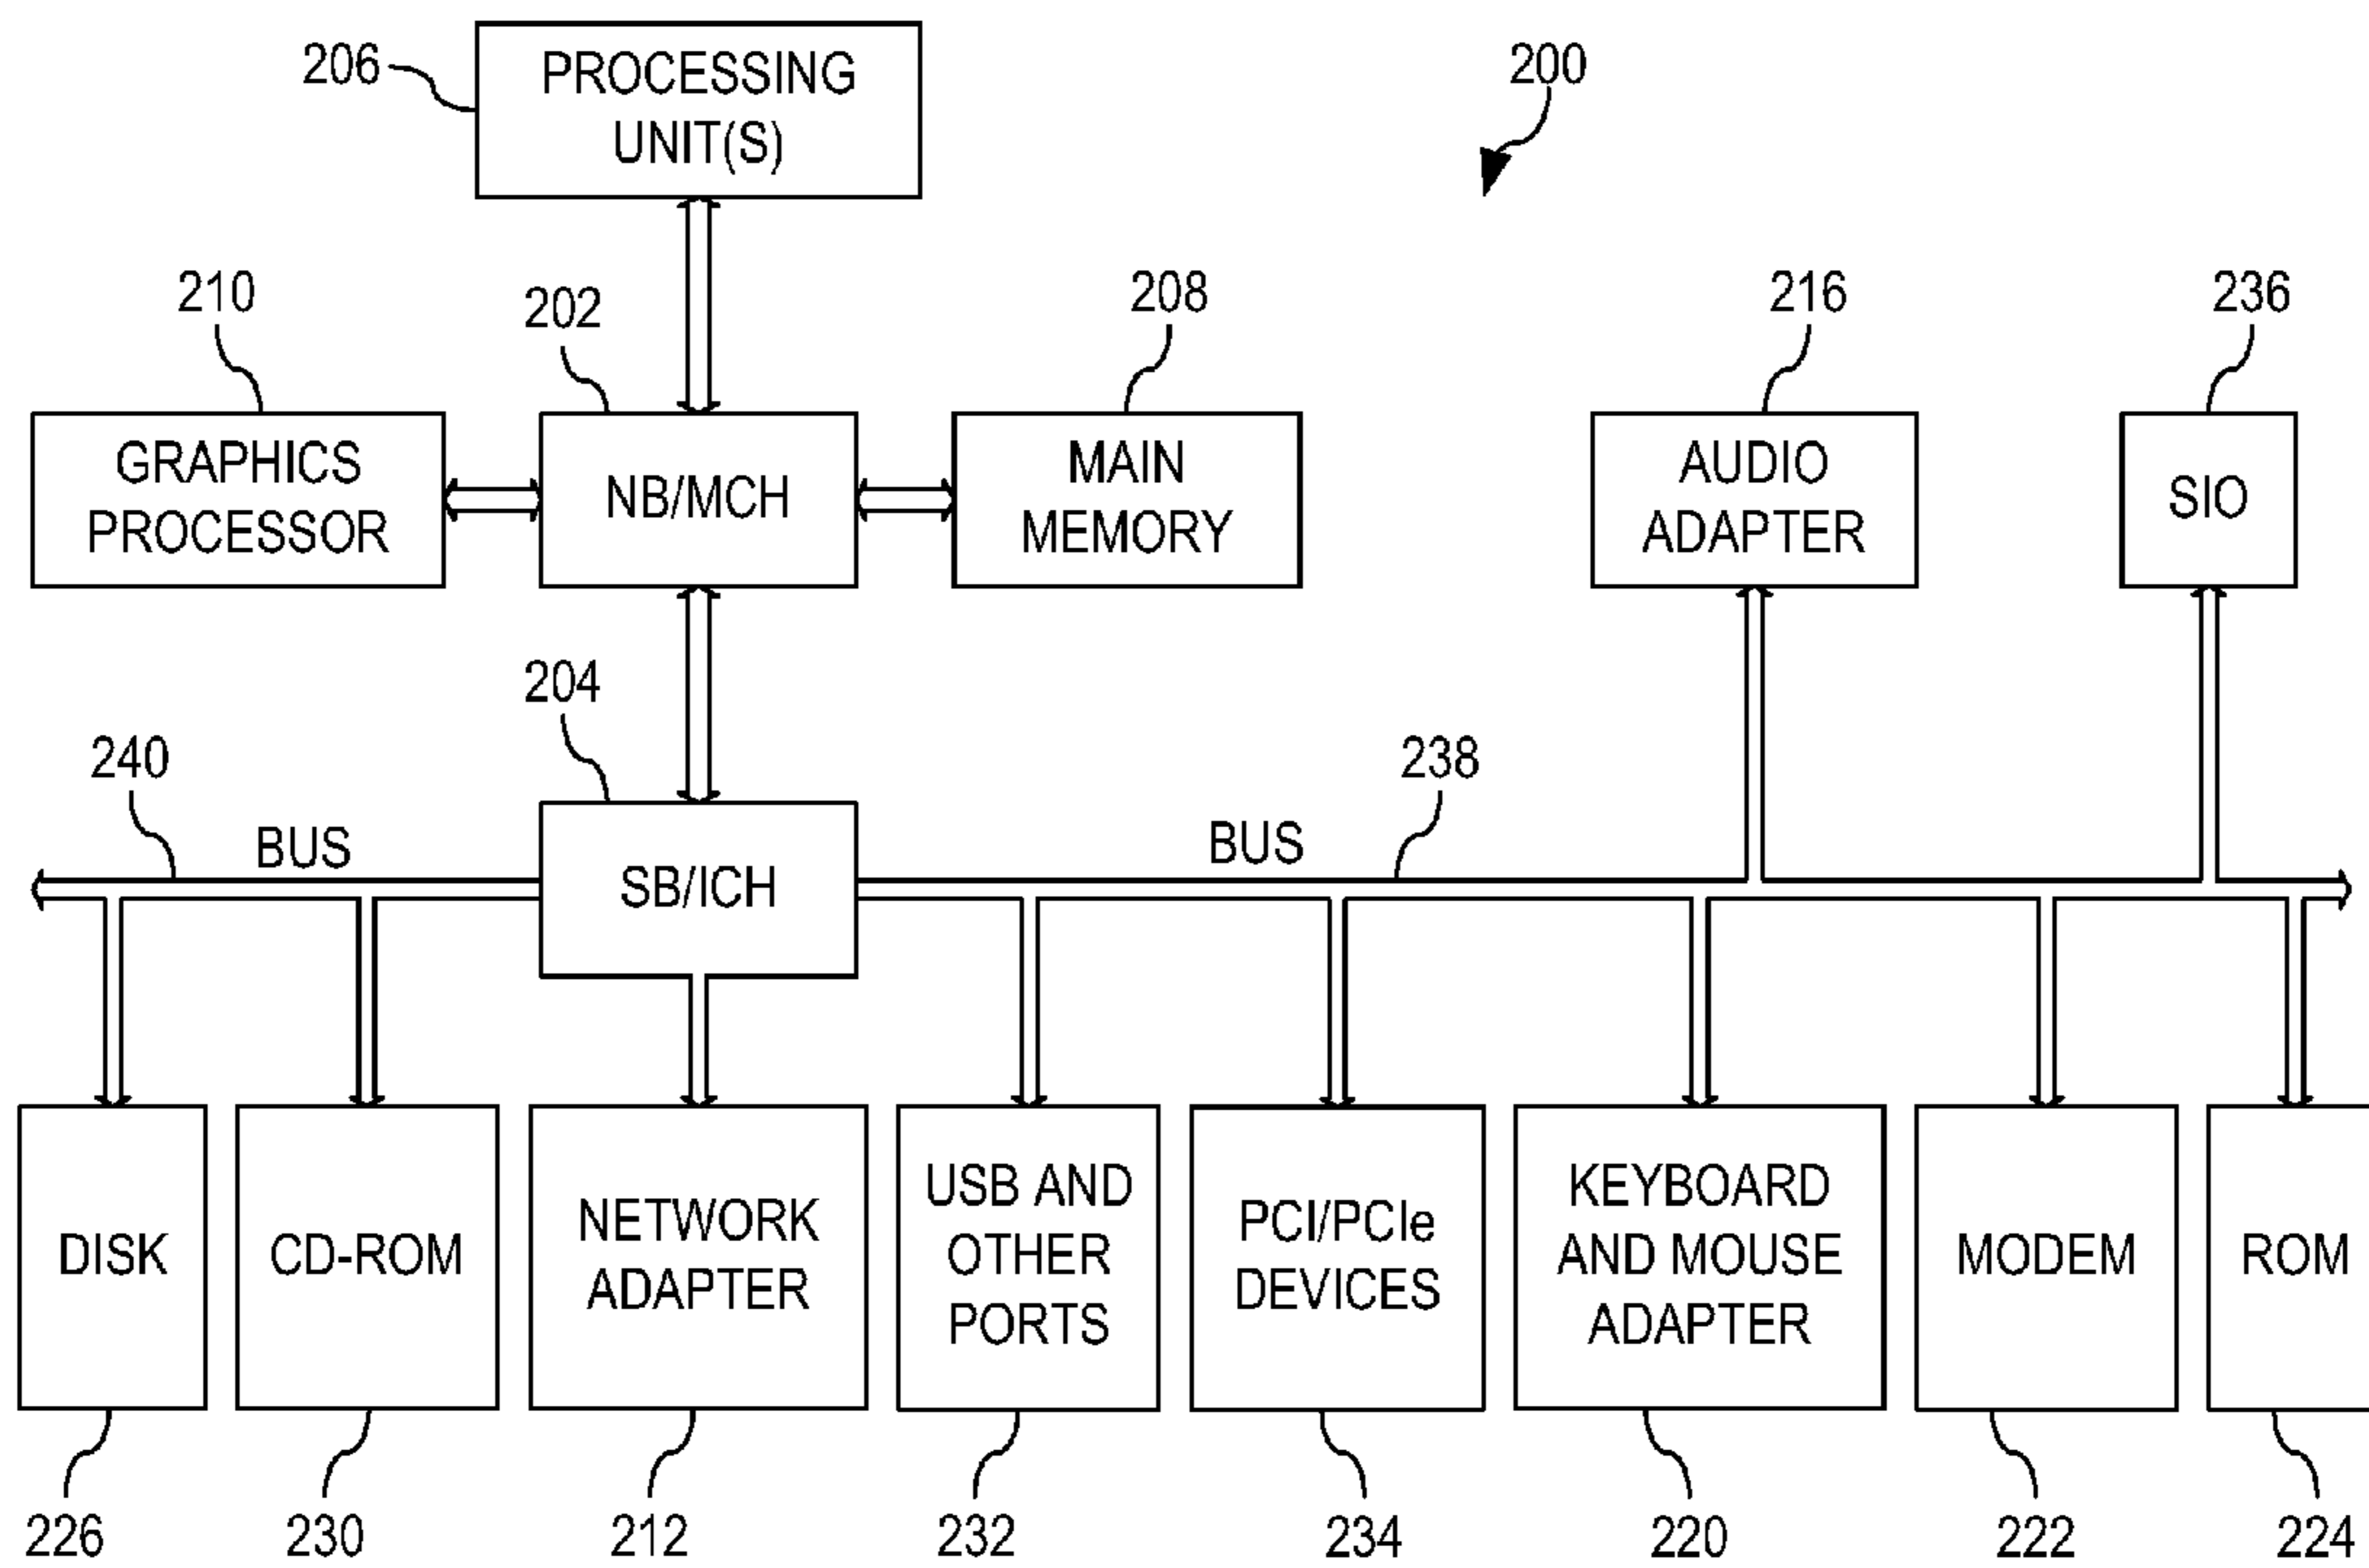 206
PROCESSING
UNIT(S)
200
210
202
208
216
236
GRAPHICS
PROCESSOR
NB/MCH
MAIN
MEMORY
AUDIO
ADAPTER
SIO
204
240
BUS
SB/ICH
BUS
238
DISK
CD-ROM
NETWORK
ADAPTER
USB AND
OTHER
PORTS
PCI/PCIe
DEVICES
KEYBOARD
AND MOUSE
ADAPTER
MODEM
ROM
226
230
212
232
234
220
222
224